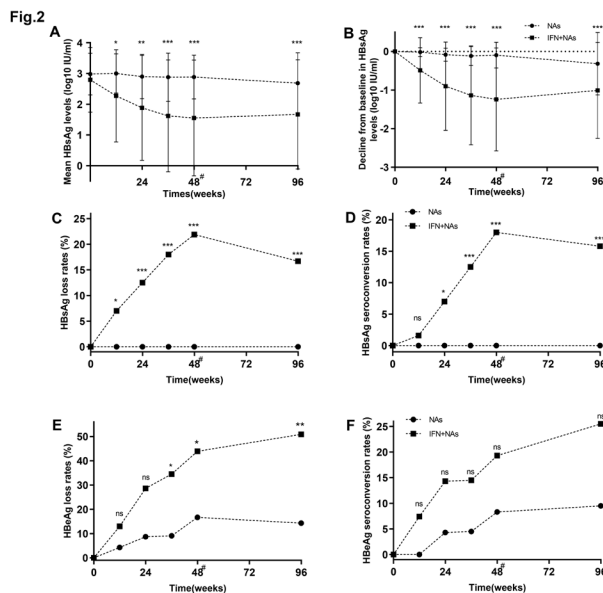 Fig.2
A
Mean HBsAg levels (log10 IU/ml)
* ** *** *** ***
4
3
2
1
0
24 48# 72 96
Times(weeks)
B
Decline from baseline in HBsAg
levels (log10 IU/ml)
*** *** *** *** ***
NAs
IFN+NAs
1
0
-1
-2
-3
0 24 48# 72 96
Time(weeks)
C
HBsAg loss rates (%)
25
20
15
10
5
0
* *** *** *** ***
0 24 48# 72 96
Time(weeks)
D
HBsAg seroconversion rates (%)
NAs
IFN+NAs
20
15
10
5
0
ns * *** *** ***
0 24 48# 72 96
Time(weeks)
E
HBeAg loss rates (%)
50
40
30
20
10
0
ns ns * * **
0 24 48# 72 96
Time(weeks)
F
HBeAg seroconversion rates (%)
NAs
IFN+NAs
25
20
15
10
5
0
ns ns ns ns ns
0 24 48# 72 96
Time(weeks)